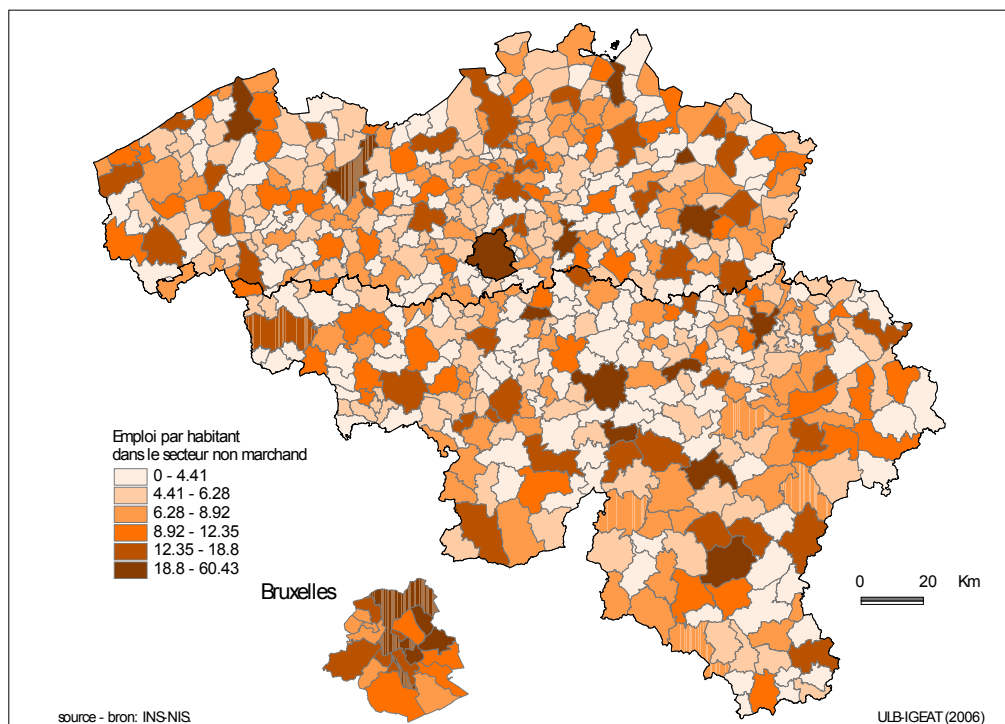 Emploi par habitant
dans le secteur non marchand
0 - 4.41
4.41 - 6.28
6.28 - 8.92
8.92 - 12.35
12.35 - 18.8
18.8 - 60.43
Bruxelles
0 20 Km
source - bron: INS-NIS.
ULB-IGEAT (2006)